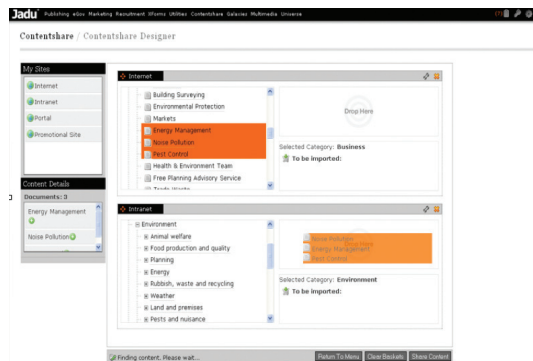 Jadu Publishing eGov Marketing Recruitment XForms Utilities Contentshare Galaxies Multimedia Universe
Contentshare / Contentshare Designer
My Sites
Internet
Intranet
Portal
Promotional Site
Content Details
Documents: 3
Energy Management
Noise Pollution
Internet
Building Surveying
Environmental Protection
Markets
Energy Management
Noise Pollution
Pest Control
Health & Environment Team
Free Planning Advisory Service
Trade Waste
Drop Here
Selected Category: Business
To be imported:
Intranet
Environment
Animal welfare
Food production and quality
Planning
Energy
Rubbish, waste and recycling
Weather
Land and premises
Pests and nuisance
Noise Pollution
Drop Here
Energy Management
Pest Control
Selected Category: Environment
To be imported:
Finding content. Please wait...
Return To Menu Clear Baskets Share Content